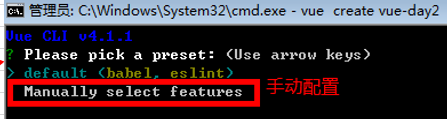 管理员: C:\Windows\System32\cmd.exe - vue create vue-day2
Vue CLI v4.1.1
? Please pick a preset: (Use arrow keys)
> default (babel, eslint)
Manually select features 手动配置